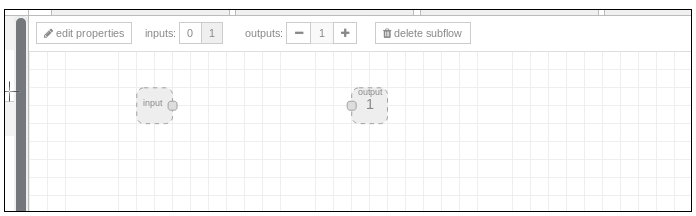 edit properties inputs: 0 1 outputs: 1 delete subflow
input output
1